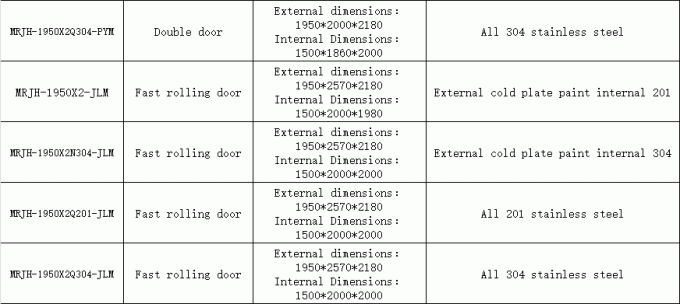 MRJH-1950X2Q304-PYM
Double door
External dimensions:
1950*2000*2180
Internal Dimensions:
1500*1860*2000
All 304 stainless steel
MRJH-1950X2-JLM
Fast rolling door
External dimensions:
1950*2570*2180
Internal Dimensions:
1500*2000*1980
External cold plate paint internal 201
MRJH-1950X2N304-JLM
Fast rolling door
External dimensions:
1950*2570*2180
Internal Dimensions:
1500*2000*2000
External cold plate paint internal 304
MRJH-1950X2Q201-JLM
Fast rolling door
External dimensions:
1950*2570*2180
Internal Dimensions:
1500*2000*2000
All 201 stainless steel
MRJH-1950X2Q304-JLM
Fast rolling door
External dimensions:
1950*2570*2180
Internal Dimensions:
1500*2000*2000
All 304 stainless steel